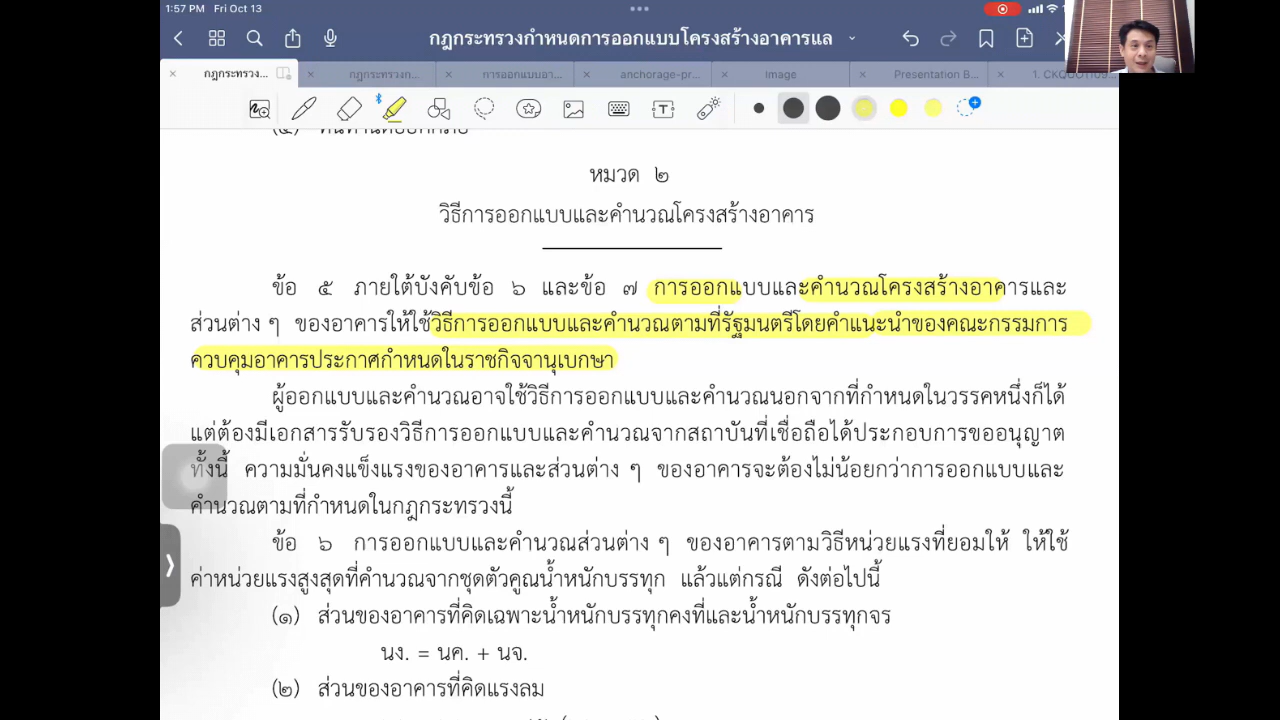 1:57 PM Fri Oct 13
กฎกระทรวงกำหนดการออกแบบโครงสร้างอาคารแล
กฎกระทรวง... กฎกระทรวงก... การออกแบบอา... anchorage-pr... Image Presentation B...
หมวด ๒
วิธีการออกแบบและคำนวณโครงสร้างอาคาร
ข้อ ๕ ภายใต้บังคับข้อ ๖ และข้อ ๗ การออกแบบและคำนวณโครงสร้างอาคารและ
ส่วนต่าง ๆ ของอาคารให้ใช้วิธีการออกแบบและคำนวณตามที่รัฐมนตรีโดยคำแนะนำของคณะกรรมการ
ควบคุมอาคารประกาศกำหนดในราชกิจจานุเบกษา
ผู้ออกแบบและคำนวณอาจใช้วิธีการออกแบบและคำนวณนอกจากที่กำหนดในวรรคหนึ่งก็ได้
แต่ต้องมีเอกสารรับรองวิธีการออกแบบและคำนวณจากสถาบันที่เชื่อถือได้ประกอบการขออนุญาต
ทั้งนี้ ความมั่นคงแข็งแรงของอาคารและส่วนต่าง ๆ ของอาคารจะต้องไม่น้อยกว่าการออกแบบและ
คำนวณตามที่กำหนดในกฎกระทรวงนี้
ข้อ ๖ การออกแบบและคำนวณส่วนต่าง ๆ ของอาคารตามวิธีหน่วยแรงที่ยอมให้ ให้ใช้
ค่าหน่วยแรงสูงสุดที่คำนวณจากชุดตัวคูณน้ำหนักบรรทุก แล้วแต่กรณี ดังต่อไปนี้
(๑) ส่วนของอาคารที่คิดเฉพาะน้ำหนักบรรทุกคงที่และน้ำหนักบรรทุกจร
นง. = นค. + นจ.
(๒) ส่วนของอาคารที่คิดแรงลม